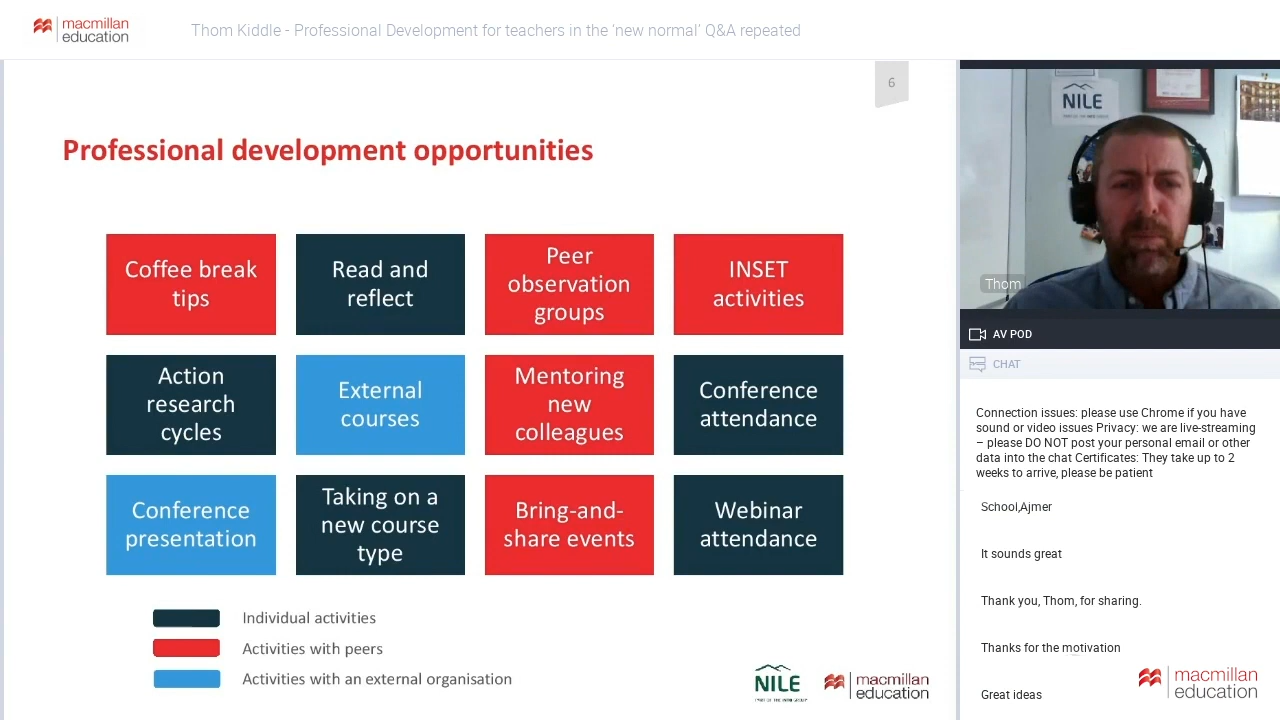 macmillan
education
Thom Kiddle - Professional Development for teachers in the 'new normal' Q&A repeated
6
Professional development opportunities
Coffee break
tips
Read and
reflect
Peer
observation
groups
INSET
activities
Action
research
cycles
External
courses
Mentoring
new
colleagues
Conference
attendance
Conference
presentation
Taking on a
new course
type
Bring-and-
share events
Webinar
attendance
Individual activities
Activities with peers
Activities with an external organisation
NILE
macmillan
education
NILE
Thom
AV POD
CHAT
Connection issues: please use Chrome if you have
sound or video issues Privacy: we are live-streaming
– please DO NOT post your personal email or other
data into the chat Certificates: They take up to 2
weeks to arrive, please be patient
School,Ajmer
It sounds great
Thank you, Thom, for sharing.
Thanks for the motivation
Great ideas
macmillan
education